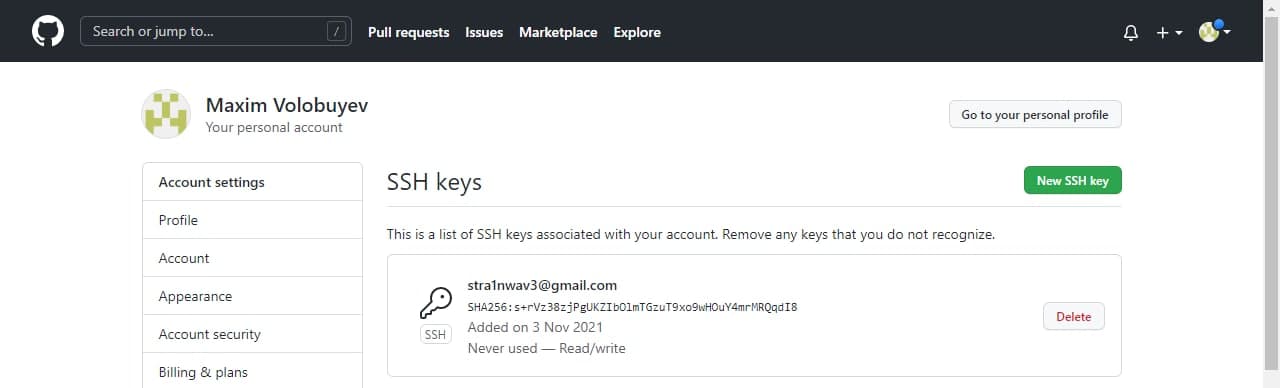 Search or jump to... /
Pull requests Issues Marketplace Explore
Maxim Volobuyev
Your personal account
Go to your personal profile
Account settings
Profile
Account
Appearance
Account security
Billing & plans
SSH keys
New SSH key
This is a list of SSH keys associated with your account. Remove any keys that you do not recognize.
SSH
stra1nwav3@gmail.com
SHA256:s+rVz38zjPgUKZIbOlmTGzuT9xo9wHOuY4mrMRQqdI8
Added on 3 Nov 2021
Never used — Read/write
Delete